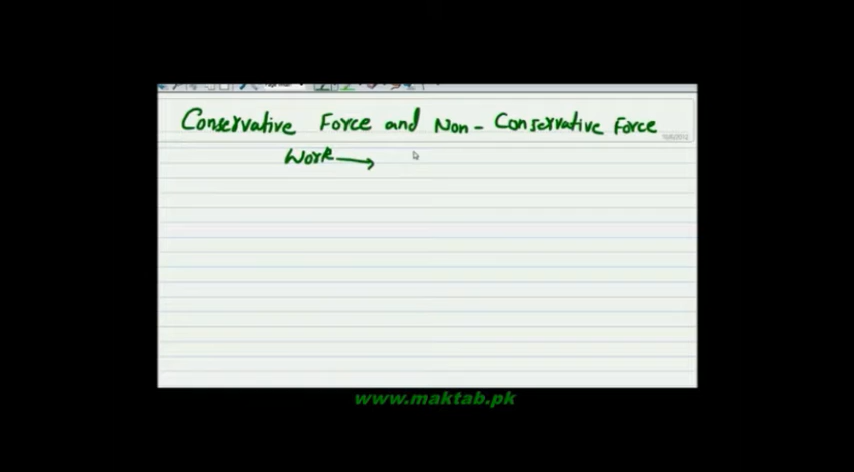 Conservative Force and Non-Conservative Force
Work →
www.maktab.pk